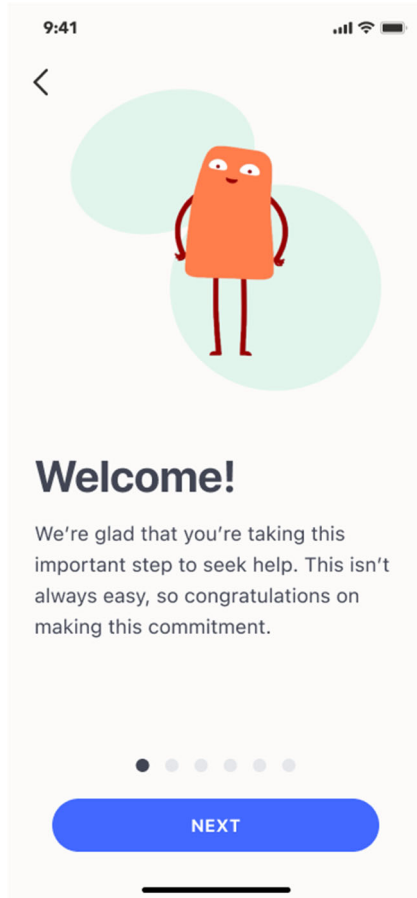 9:41
Welcome!
We’re glad that you’re taking this
important step to seek help. This isn’t
always easy, so congratulations on
making this commitment.
NEXT